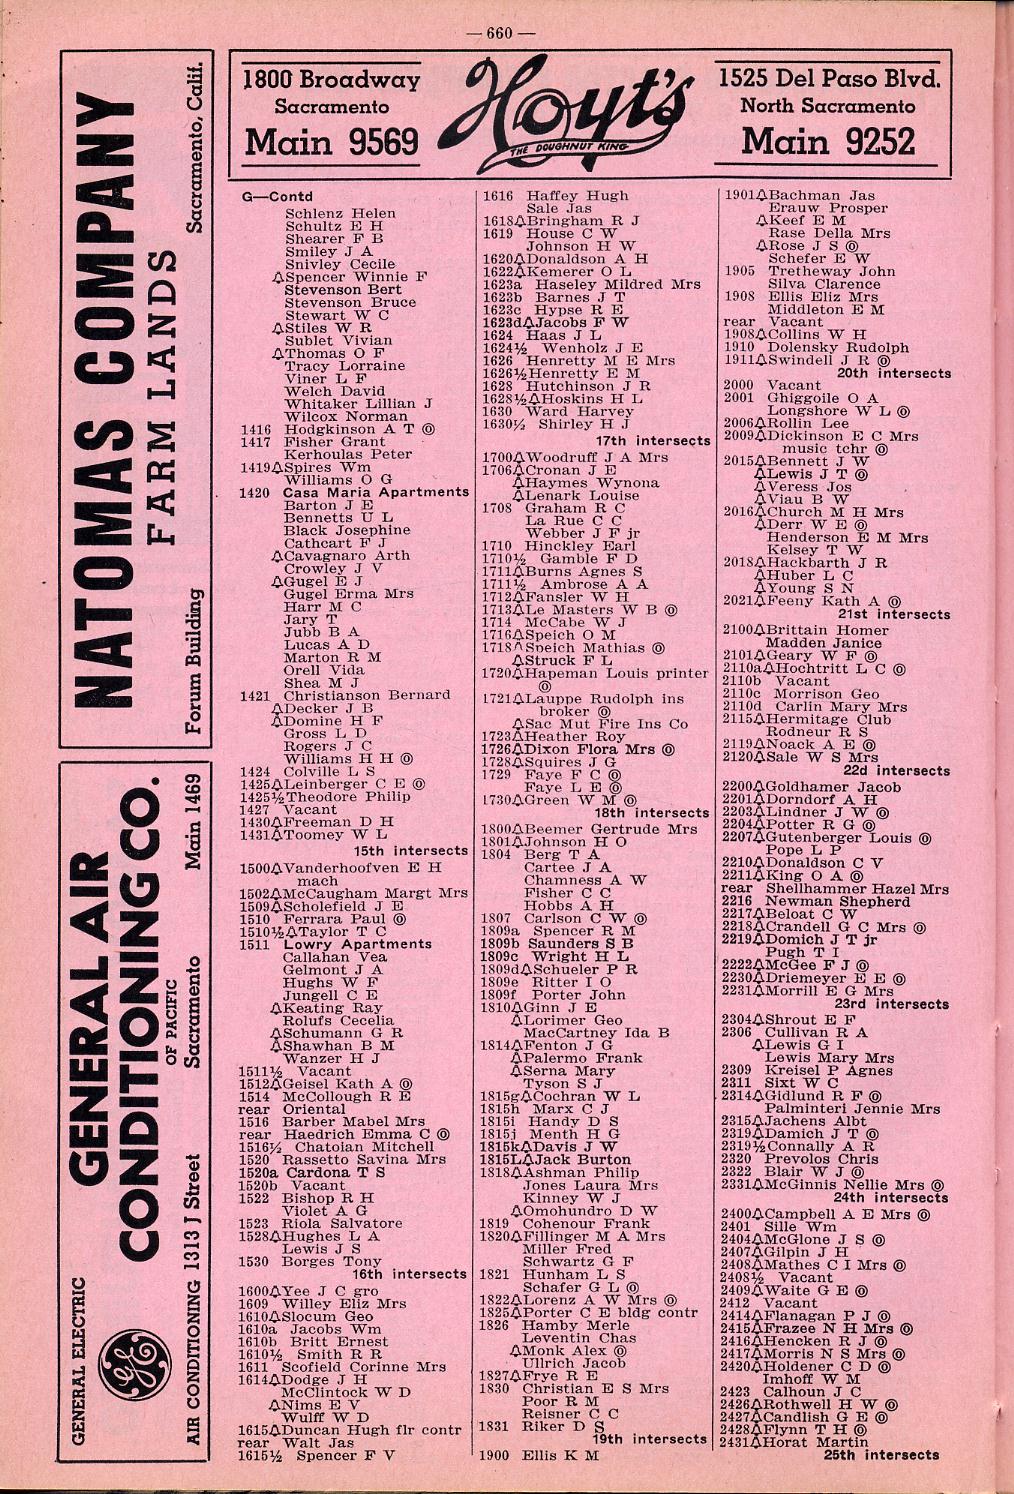 — 660 —
NATOMAS COMPANY
FARM LANDS
Forum Building Sacramento, Calif.
GENERAL ELECTRIC
GENERAL AIR
CONDITIONING CO.
OF PACIFIC
AIR CONDITIONING 1313 J Street Sacramento Main 1469
GE
1800 Broadway
Sacramento
Main 9569
Hoyt's
THE DOUGHNUT KING
1525 Del Paso Blvd.
North Sacramento
Main 9252
G—Contd
Schlenz Helen
Schultz E H
Shearer F B
Smiley J A
Snivley Cecile
△Spencer Winnie F
Stevenson Bert
Stevenson Bruce
Stewart W C
△Stiles W R
Sublet Vivian
△Thomas O F
Tracy Lorraine
Viner L F
Welch David
Whitaker Lillian J
Wilcox Norman
1416 Hodgkinson A T ◎
1417 Fisher Grant
Kerhoulas Peter
1419△Spires Wm
Williams O G
1420 Casa Maria Apartments
Barton J E
Bennetts U L
Black Josephine
Cathcart F J
△Cavagnaro Arth
Crowley J V
△Gugel E J
Gugel Erma Mrs
Harr M C
Jary T
Jubb B A
Lucas A D
Marton R M
Orell Vida
Shea M J
1421 Christianson Bernard
△Decker J B
△Domine H F
Gross L D
Rogers J C
Williams H H ◎
1424 Colville L S
1425△Leinberger C E ◎
1425½Theodore Philip
1427 Vacant
1430△Freeman D H
1431△Toomey W L
15th intersects
1500△Vanderhoofven E H
mach
1502△McCaugham Margt Mrs
1509△Scholefield J E
1510 Ferrara Paul ◎
1510½△Taylor T C
1511 Lowry Apartments
Callahan Vea
Gelmont J A
Hughs W F
Jungell C E
△Keating Ray
Rolufs Cecelia
△Schumann G R
△Shawhan B M
Wanzer H J
1511½ Vacant
1512△Geisel Kath A ◎
1514 McCollough R E
rear Oriental
1516 Barber Mabel Mrs
rear Haedrich Emma C ◎
1516½ Chatoian Mitchell
1520 Rassetto Savina Mrs
1520a Cardona T S
1520b Vacant
1522 Bishop R H
Violet A G
1523 Riola Salvatore
1528△Hughes L A
Lewis J S
1530 Borges Tony
16th intersects
1600△Yee J C gro
1609 Willey Eliz Mrs
1610△Slocum Geo
1610a Jacobs Wm
1610b Britt Ernest
1610½ Smith R R
1611 Scofield Corinne Mrs
1614△Dodge J H
McClintock W D
△Nims E V
Wulff W D
1615△Duncan Hugh flr contr
rear Walt Jas
1615½ Spencer F V
1616 Haffey Hugh
Sale Jas
1618△Bringham R J
1619 House C W
Johnson H W
1620△Donaldson A H
1622△Kemerer O L
1623a Haseley Mildred Mrs
1623b Barnes J T
1623c Hypse R E
1623d△Jacobs F W
1624 Haas J L
1624½ Wenholz J E
1626 Henretty M E Mrs
1626½Henretty E M
1628 Hutchinson J R
1628½△Hoskins H L
1630 Ward Harvey
1630½ Shirley H J
17th intersects
1700△Woodruff J A Mrs
1706△Cronan J E
△Haymes Wynona
△Lenark Louise
1708 Graham R C
La Rue C C
Webber J F jr
1710 Hinckley Earl
1710½ Gamble F D
1711△Burns Agnes S
1711½ Ambrose A A
1712△Fansler W H
1713△Le Masters W B ◎
1714 McCabe W J
1716△Speich O M
1718△Speich Mathias ◎
△Struck F L
1720△Hapeman Louis printer
◎
1721△Lauppe Rudolph ins
broker ◎
△Sac Mut Fire Ins Co
1723△Heather Roy
1726△Dixon Flora Mrs ◎
1728△Squires J G
1729 Faye F C ◎
Faye L E ◎
1730△Green W M ◎
18th intersects
1800△Beemer Gertrude Mrs
1801△Johnson H O
1804 Berg T A
Cartee J A
Chamness A W
Fisher C C
Hobbs A H
1807 Carlson C W ◎
1809a Spencer R M
1809b Saunders S B
1809c Wright H L
1809d△Schueler P R
1809e Ritter I O
1809f Porter John
1810△Ginn J E
△Lorimer Geo
MacCartney Ida B
1814△Fenton J G
△Palermo Frank
△Serna Mary
Tyson S J
1815g△Cochran W L
1815h Marx C J
1815i Handy D S
1815j Menth H G
1815k△Davis J W
1815L△Jack Burton
1818△Ashman Philip
Jones Laura Mrs
Kinney W J
△Omohundro D W
1819 Cohenour Frank
1820△Fillinger M A Mrs
Miller Fred
Schwartz G F
1821 Hunham L S
Schafer G L ◎
1822△Lorenz A W Mrs ◎
1825△Porter C E bldg contr
1826 Hamby Merle
Leventin Chas
△Monk Alex ◎
Ullrich Jacob
1827△Frye R E
1830 Christian E S Mrs
Poor R M
Reisner C C
1831 Riker D S
19th intersects
1900 Ellis K M
1901△Bachman Jas
Erauw Prosper
△Keef E M
Rase Della Mrs
△Rose J S ◎
Schefer E W
1905 Tretheway John
Silva Clarence
1908 Ellis Eliz Mrs
Middleton E M
rear Vacant
1908△Collins W H
1910 Dolensky Rudolph
1911△Swindell J R ◎
20th intersects
2000 Vacant
2001 Ghiggoile O A
Longshore W L ◎
2006△Rollin Lee
2009△Dickinson E C Mrs
music tchr ◎
2015△Bennett J W
△Lewis J T ◎
△Veress Jos
△Viau B W
2016△Church M H Mrs
△Derr W E ◎
Henderson E M Mrs
Kelsey T W
2018△Hackbarth J R
△Huber L C
△Young S N
2021△Feeny Kath A ◎
21st intersects
2100△Brittain Homer
Madden Janice
2101△Geary W F ◎
2110a△Hochtritt L C ◎
2110b Vacant
2110c Morrison Geo
2110d Carlin Mary Mrs
2115△Hermitage Club
Rodneur R S
2119△Noack A E ◎
2120△Sale W S Mrs
22d intersects
2200△Goldhamer Jacob
2201△Dorndorf A H
2203△Lindner J W ◎
2204△Potter R G ◎
2207△Gutenberger Louis ◎
Pope L P
2210△Donaldson C V
2211△King O A ◎
rear Shellhammer Hazel Mrs
2216 Newman Shepherd
2217△Beloat C W
2218△Crandell G C Mrs ◎
2219△Domich J T jr
Pugh T I
2222△McGee F J ◎
2230△Driemeyer E E ◎
2231△Morrill E G Mrs
23rd intersects
2304△Shrout E F
2306 Cullivan R A
△Lewis G I
Lewis Mary Mrs
2309 Kreisel P Agnes
2311 Sixt W C
2314△Gidlund R F ◎
Palminteri Jennie Mrs
2315△Jachens Albt
2319△Damich J T ◎
2319½Connally A R
2320 Prevolos Chris
2322 Blair W J ◎
2331△McGinnis Nellie Mrs ◎
24th intersects
2400△Campbell A E Mrs ◎
2401 Sille Wm
2404△McGlone J S ◎
2407△Gilpin J H
2408△Mathes C I Mrs ◎
2408½ Vacant
2409△Waite G E ◎
2412 Vacant
2414△Flanagan P J ◎
2415△Frazee N H Mrs ◎
2416△Hencken R J ◎
2417△Morris N S Mrs ◎
2420△Holdener C D ◎
Imhoff W M
2423 Calhoun J C
2426△Rothwell H W ◎
2427△Candlish G E ◎
2428△Flynn T H ◎
2431△Horat Martin
25th intersects